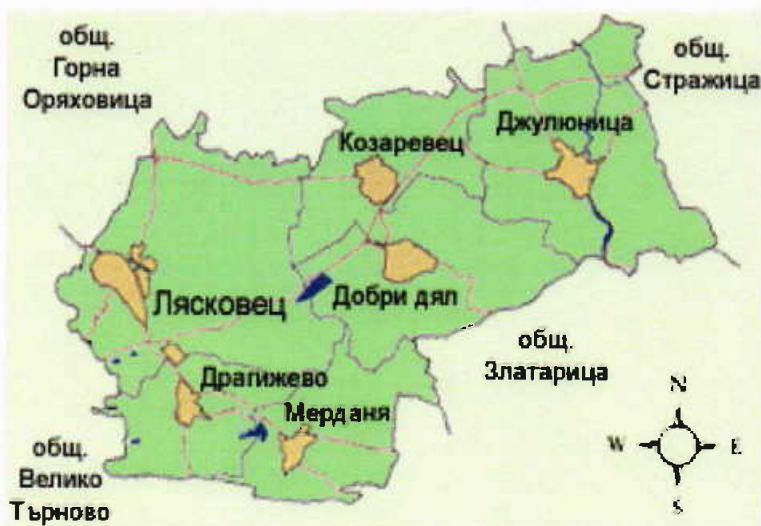 общ.
Горна
Оряховица
общ.
Стражица
Козаревец
Джулюница
Лясковец
Добри дял
общ.
Златарица
Драгижево
Мерданя
общ.
Велико
Търново
N
W
E
S